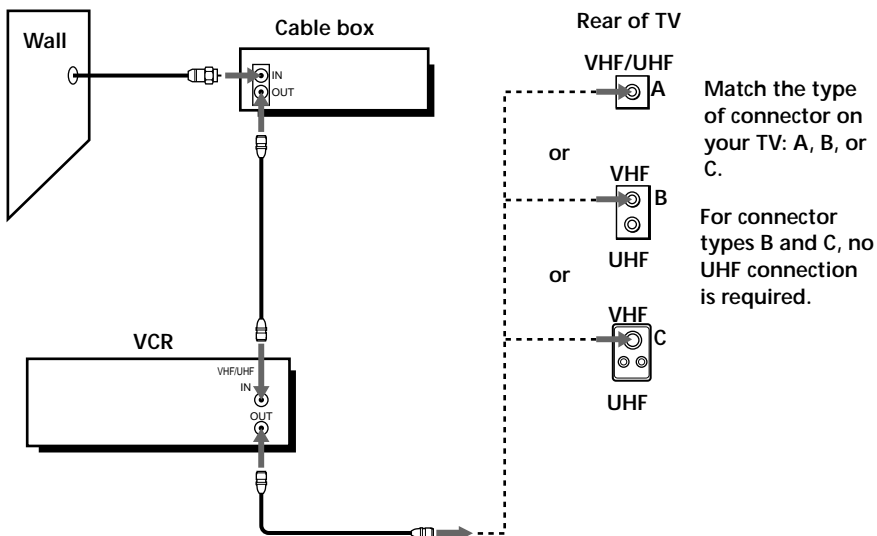 Wall
Cable box
IN
OUT
VCR
VHF/UHF
IN
OUT
Rear of TV
VHF/UHF
A
or
VHF
B
UHF
or
VHF
C
UHF
Match the type
of connector on
your TV: A, B, or
C.
For connector
types B and C, no
UHF connection
is required.